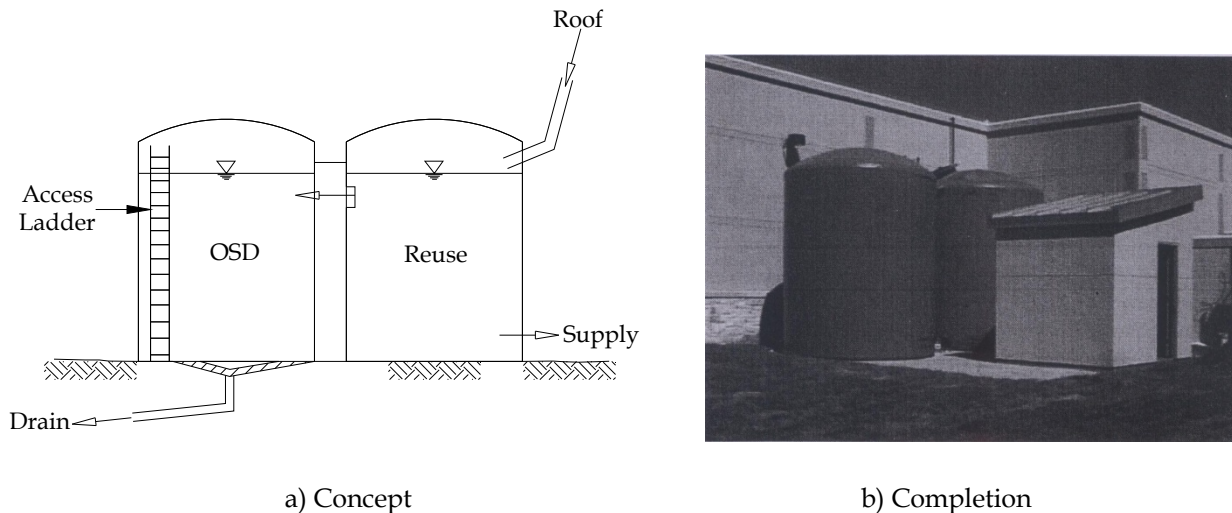 Roof
Access
Ladder
OSD
Reuse
Supply
Drain
a) Concept
b) Completion